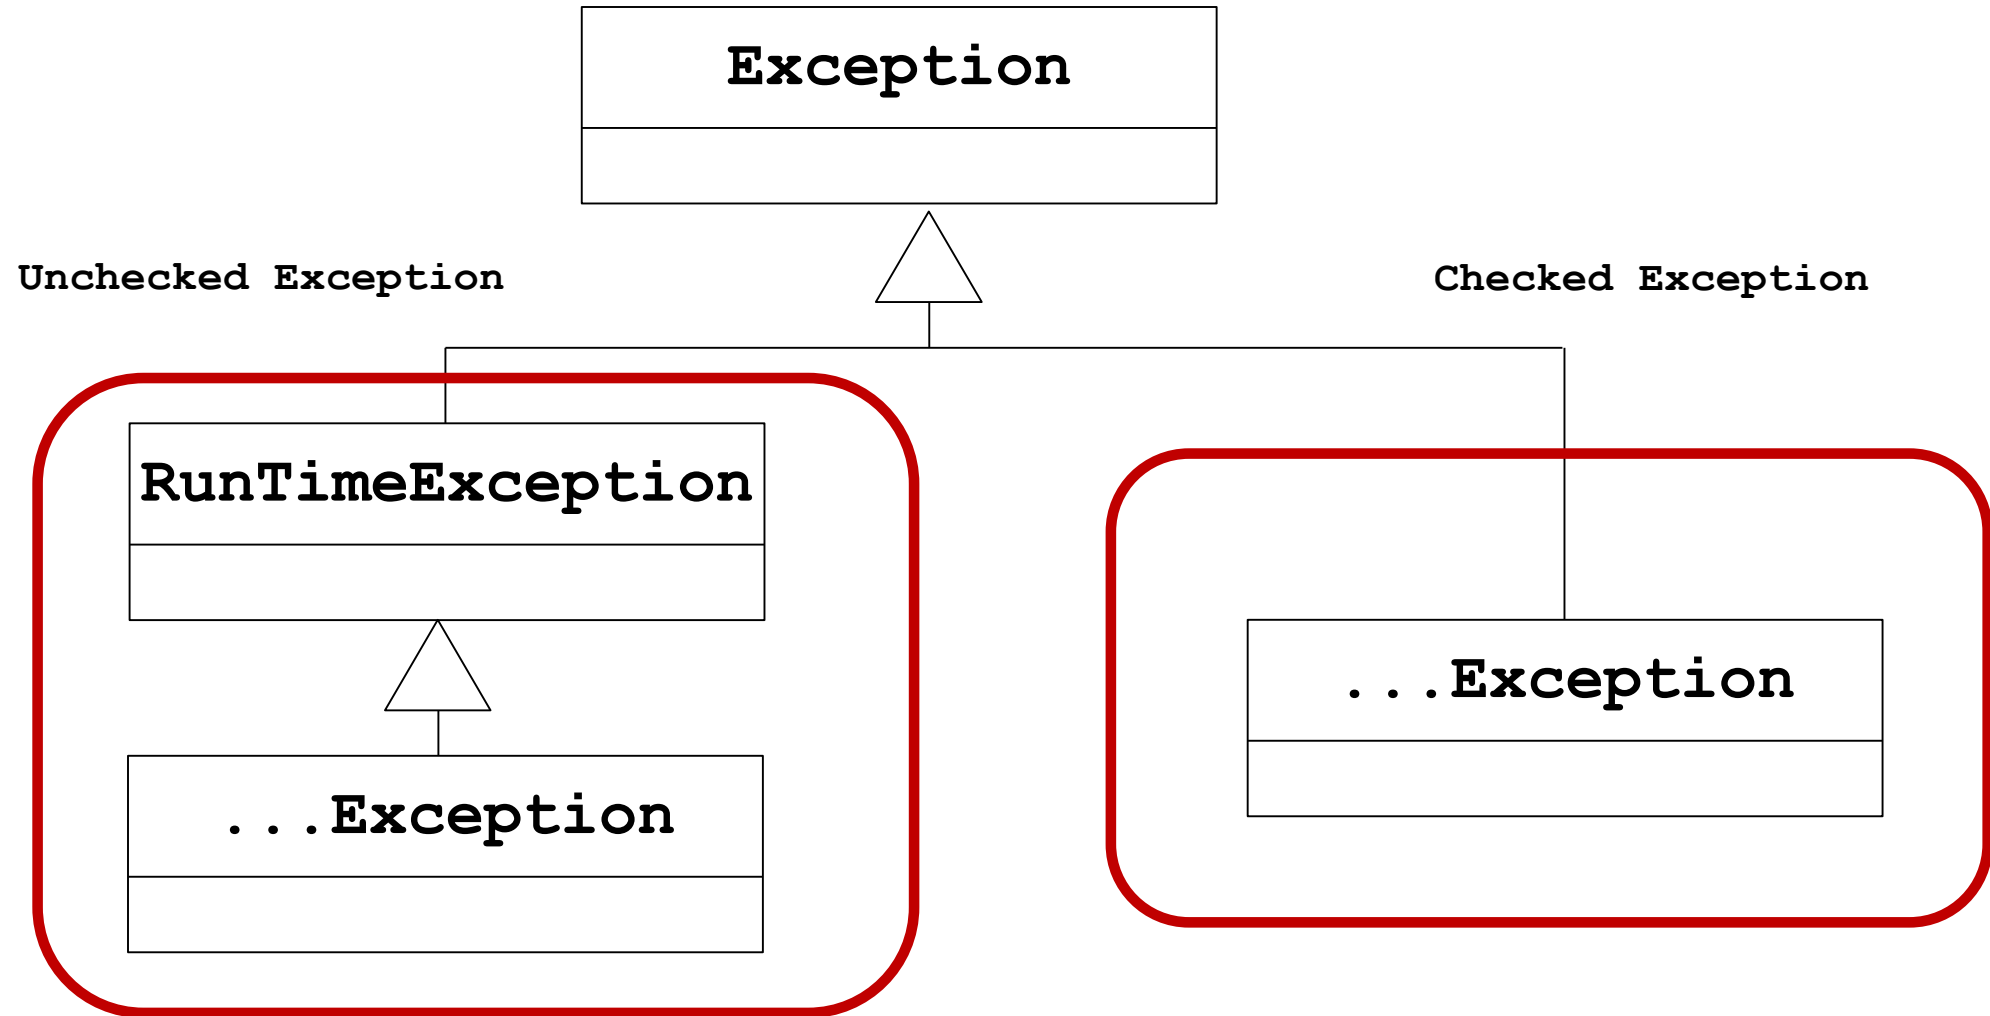 Exception
Unchecked Exception
Checked Exception
RunTimeException
...Exception
...Exception